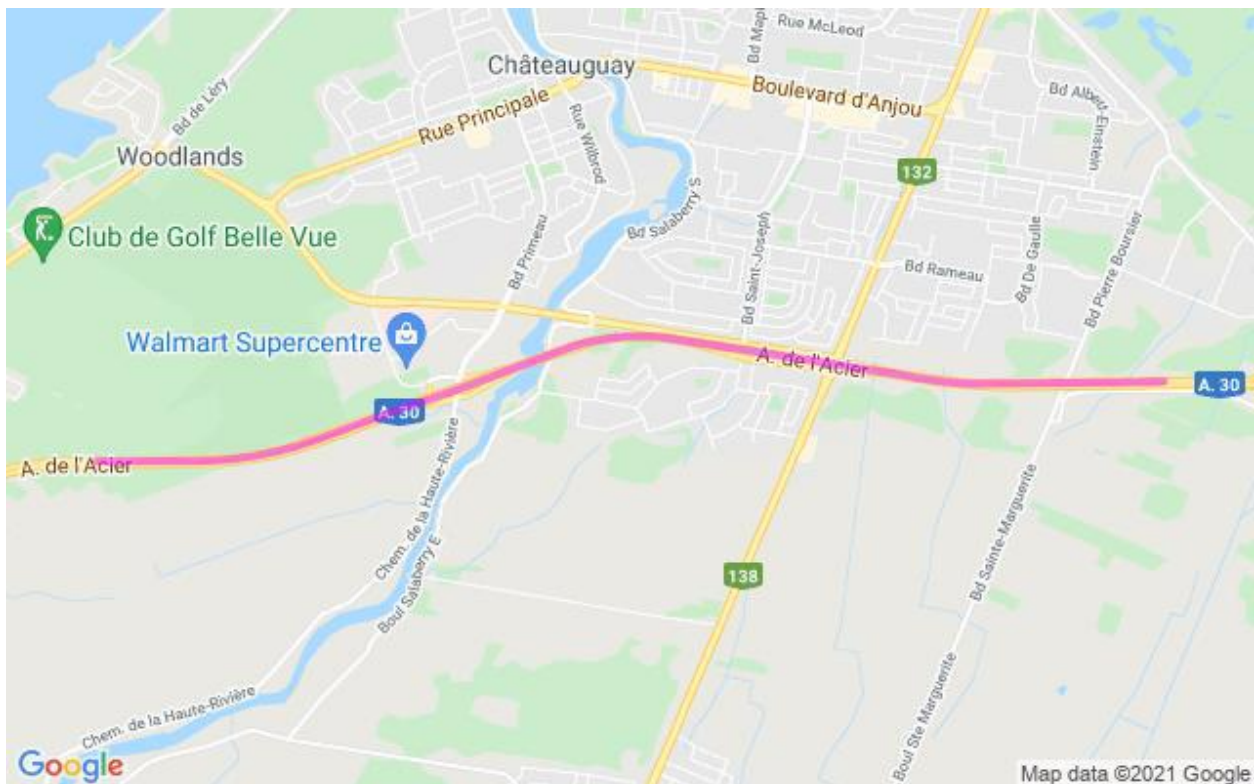 Rue McLeod
Bd Mapl
Châteauguay
Bd de Léry
Rue Principale
Boulevard d'Anjou
Bd Albert-Einstein
Rue Wilbrod
Woodlands
132
Club de Golf Belle Vue
Bd Salaberry S
Bd Primeau
Bd Saint-Joseph
Bd Rameau
Bd De Gaulle
Bd Pierre Boursier
Walmart Supercentre
A. de l'Acier
A. 30
A. 30
A. de l'Acier
Chem. de la Haute-Rivière
Boul Salaberry E
138
Bd Sainte-Marguerite
Boul Ste Marguerite
Chem. de la Haute-Rivière
Google
Map data ©2021 Google